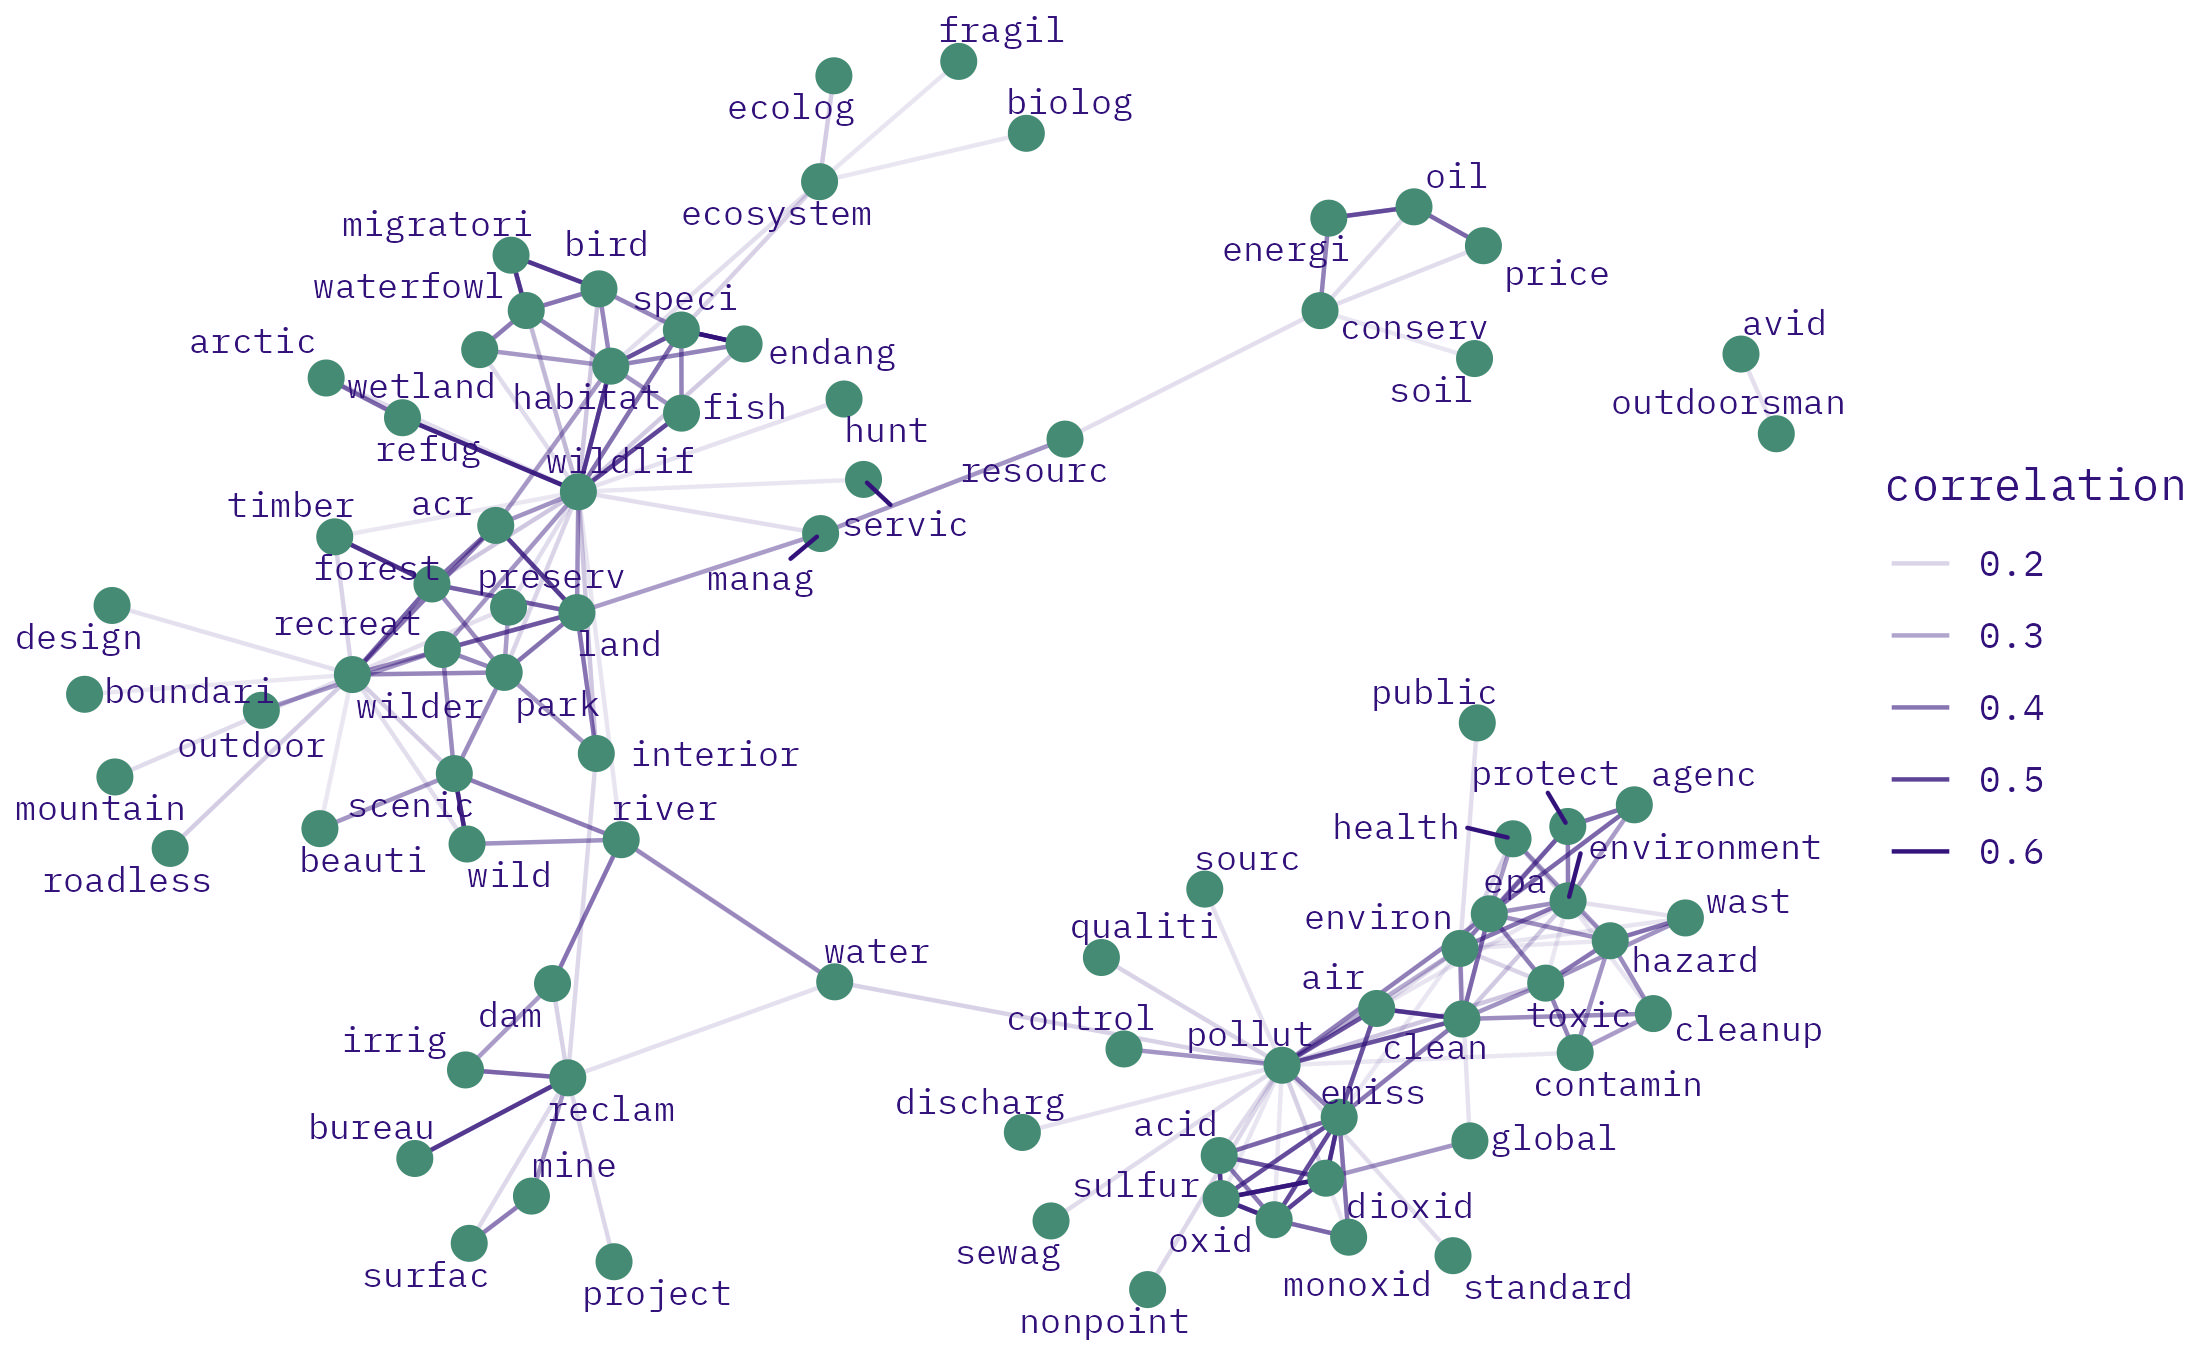 fragil
biolog
ecolog
oil
ecosystem
migratori
bird
energi
price
waterfowl
speci
avid
conserv
arctic
endang
wetland
habitat
soil
fish
outdoorsman
hunt
refug
wildlif
resourc
correlation
timber
acr
servic
forest
preserv
manag
0.2
recreat
design
land
0.3
boundari
wilder
park
public
0.4
outdoor
interior
protect
agenc
0.5
mountain
scenic
river
health
environment
0.6
beauti
sourc
roadless
wild
epa
wast
environ
qualiti
water
hazard
air
dam
control
toxic
irrig
pollut
clean
cleanup
contamin
emiss
discharg
reclam
bureau
acid
global
mine
sulfur
dioxid
oxid
sewag
surfac
monoxid
standard
project
nonpoint